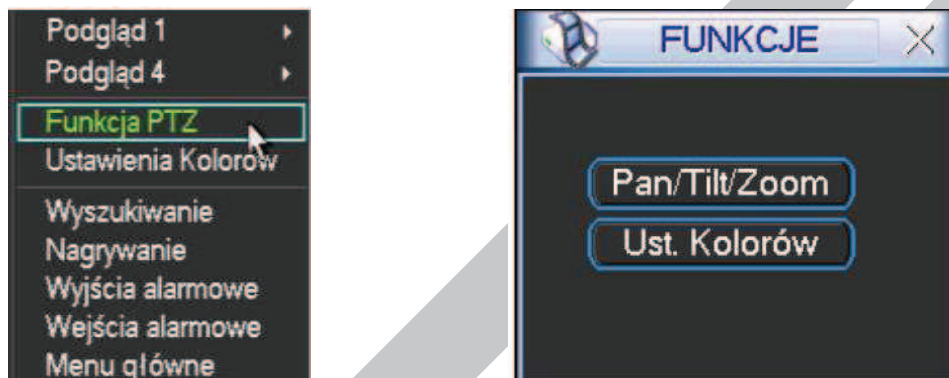 Podgląd 1
Podgląd 4
Funkcja PTZ
Ustawienia Kolorów
Wyszukiwanie
Nagrywanie
Wyjścia alarmowe
Wejścia alarmowe
Menu główne
FUNKCJE
Pan/Tilt/Zoom
Ust. Kolorów